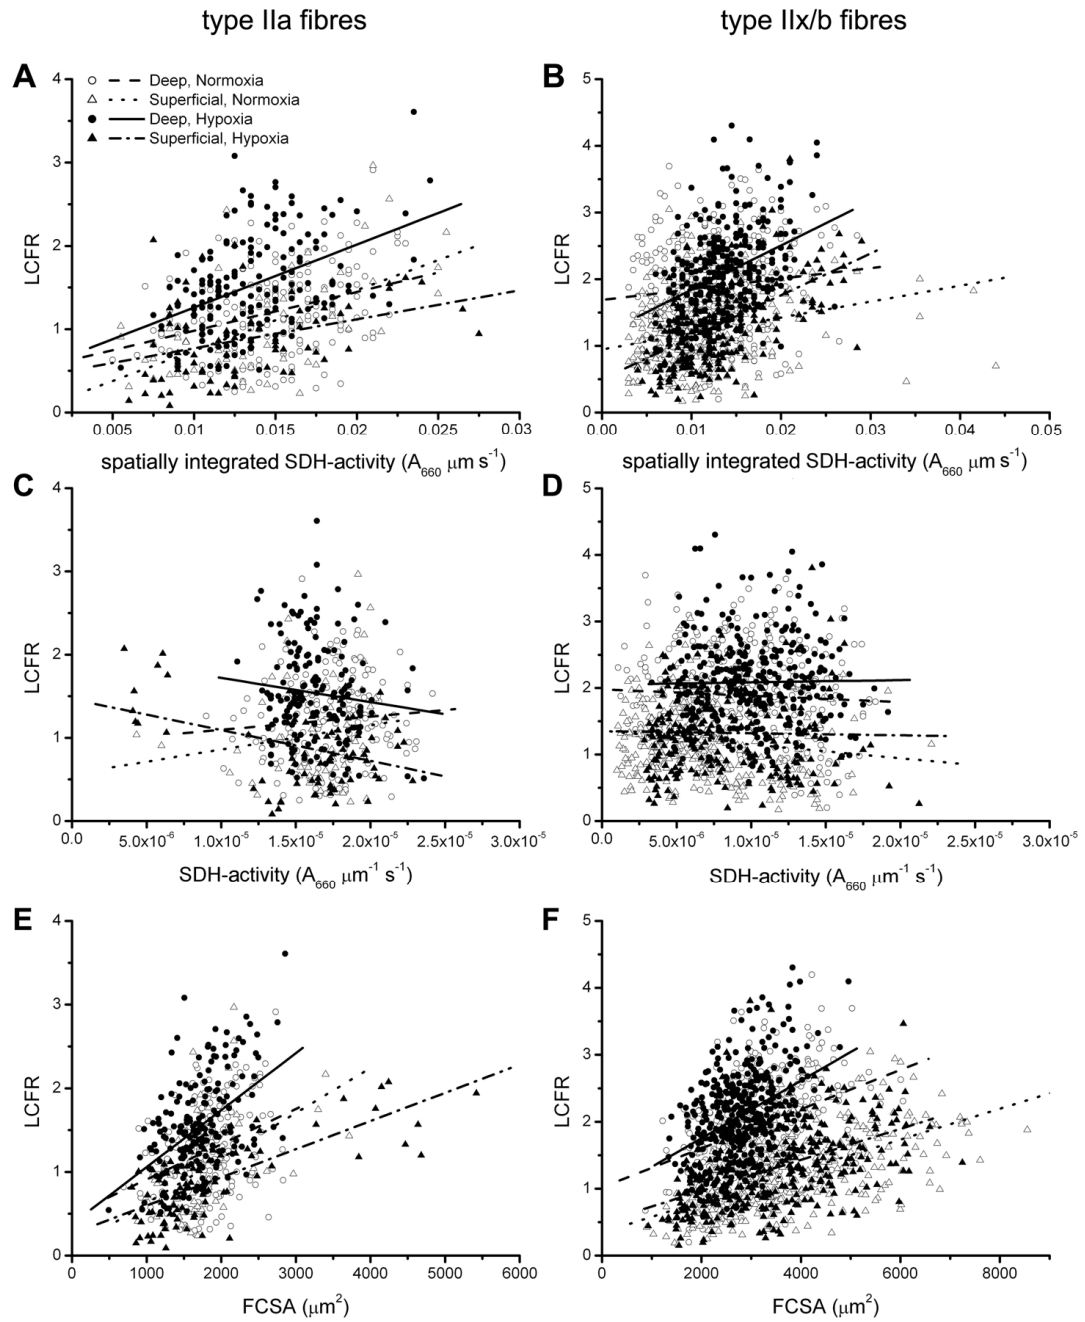 type IIa fibres
type IIx/b fibres
A
B
4
3
2
1
0
LCFR
Deep, Normoxia
Superficial, Normoxia
Deep, Hypoxia
Superficial, Hypoxia
0.005 0.01 0.015 0.02 0.025 0.03
spatially integrated SDH-activity (A660 μm s-1)
5
4
3
2
1
0
LCFR
0.00 0.01 0.02 0.03 0.04 0.05
spatially integrated SDH-activity (A660 μm s-1)
C
D
4
3
2
1
0
LCFR
0.0 5.0x10-6 1.0x10-5 1.5x10-5 2.0x10-5 2.5x10-5 3.0x10-5
SDH-activity (A660 μm-1 s-1)
5
4
3
2
1
0
LCFR
0.0 5.0x10-6 1.0x10-5 1.5x10-5 2.0x10-5 2.5x10-5 3.0x10-5
SDH-activity (A660 μm-1 s-1)
E
F
4
3
2
1
0
LCFR
0 1000 2000 3000 4000 5000 6000
FCSA (μm2)
5
4
3
2
1
0
LCFR
0 2000 4000 6000 8000
FCSA (μm2)